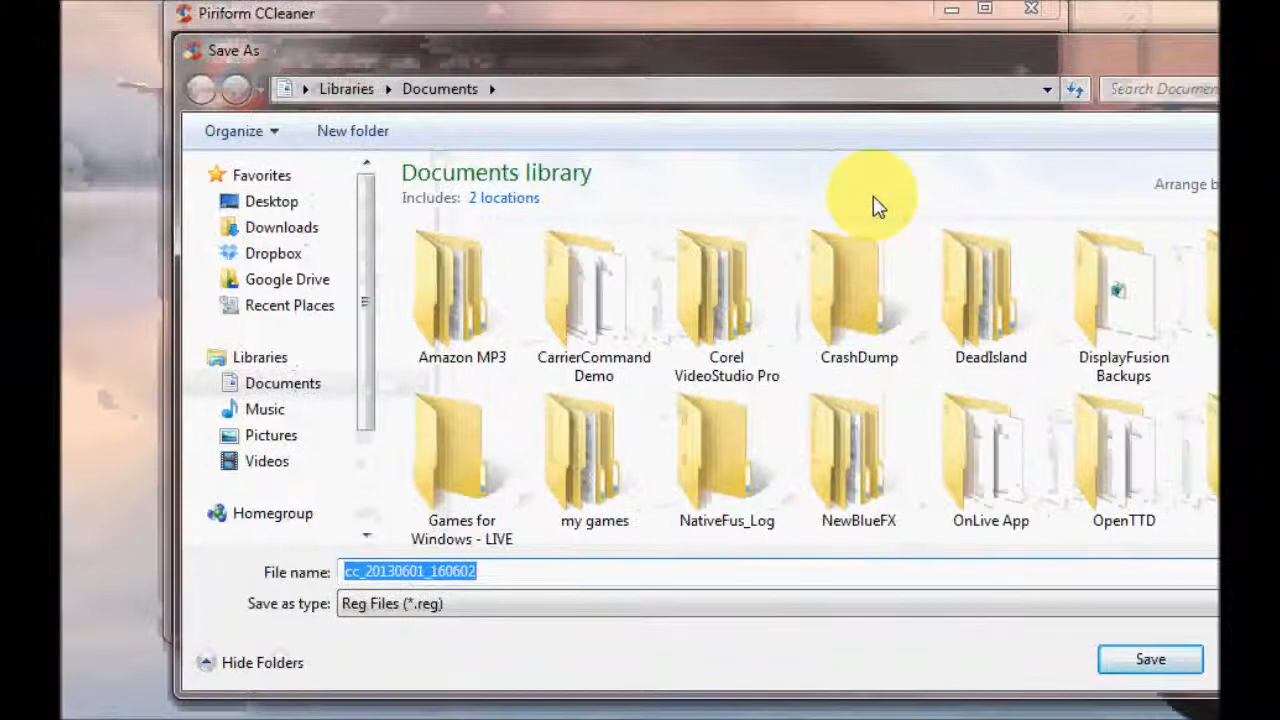 Piriform CCleaner
Save As
Libraries
Documents
Organize
New folder
Documents library
Includes: 2 locations
Favorites
Desktop
Downloads
Dropbox
Google Drive
Recent Places
Libraries
Documents
Music
Pictures
Videos
Homegroup
Search Documen
Arrange b
Amazon MP3
CarrierCommand
Demo
Corel
VideoStudio Pro
CrashDump
DeadIsland
DisplayFusion
Backups
Games for
Windows - LIVE
my games
NativeFus_Log
NewBlueFX
OnLive App
OpenTTD
File name: cc_20130601_160602
Save as type: Reg Files (*.reg)
Hide Folders
Save